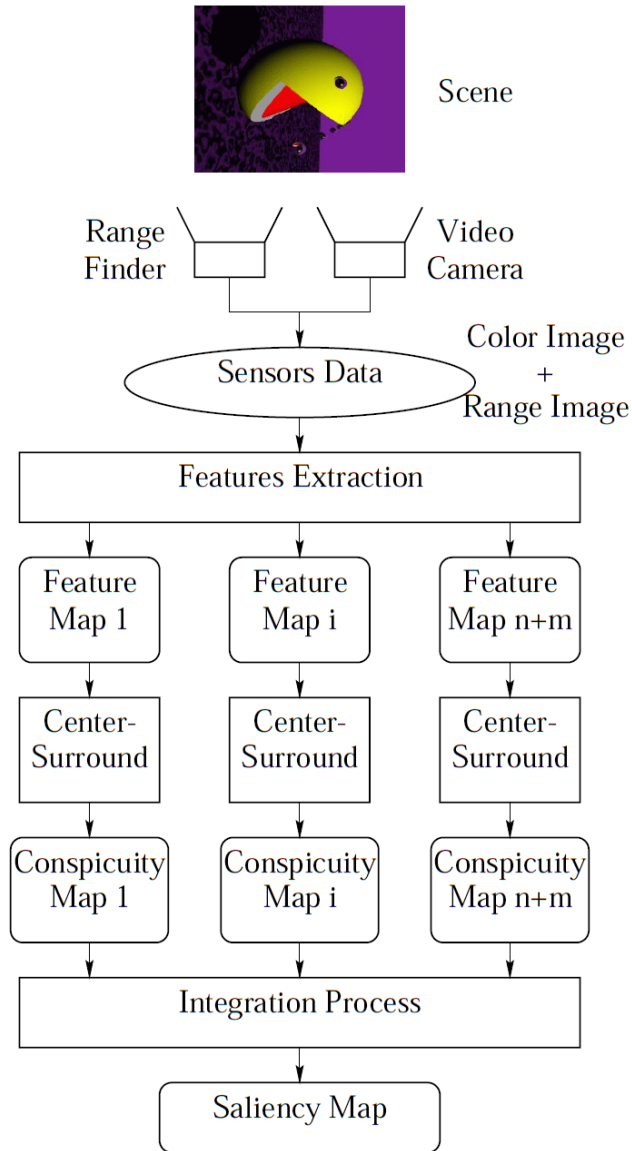 Scene
Range
Finder
Video
Camera
Color Image
+
Range Image
Sensors Data
Features Extraction
Feature
Map 1
Feature
Map i
Feature
Map n+m
Center-
Surround
Center-
Surround
Center-
Surround
Conspicuity
Map 1
Conspicuity
Map i
Conspicuity
Map n+m
Integration Process
Saliency Map